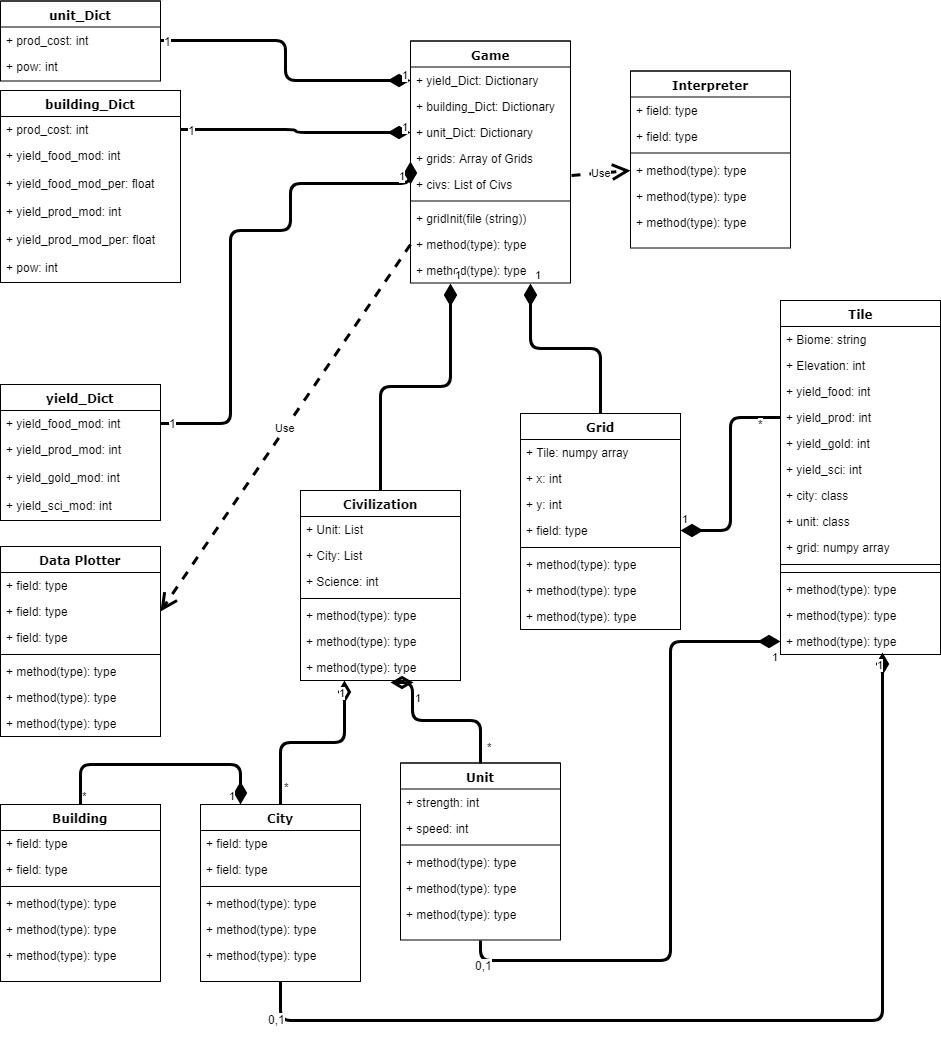 unit_Dict
+ prod_cost: int
+ pow: int
1
1
building_Dict
+ prod_cost: int
+ yield_food_mod: int
+ yield_food_mod_per: float
+ yield_prod_mod: int
+ yield_prod_mod_per: float
+ pow: int
1
1
Game
+ yield_Dict: Dictionary
+ building_Dict: Dictionary
+ unit_Dict: Dictionary
+ grids: Array of Grids
+ civs: List of Civs
+ gridInit(file (string))
+ method(type): type
+ method(type): type
1
1
1
Use
Interpreter
+ field: type
+ field: type
+ method(type): type
+ method(type): type
+ method(type): type
yield_Dict
+ yield_food_mod: int
+ yield_prod_mod: int
+ yield_gold_mod: int
+ yield_sci_mod: int
1
Use
Data Plotter
+ field: type
+ field: type
+ field: type
+ method(type): type
+ method(type): type
+ method(type): type
Civilization
+ Unit: List
+ City: List
+ Science: int
+ method(type): type
+ method(type): type
+ method(type): type
1
1
*
*
Grid
+ Tile: numpy array
+ x: int
+ y: int
+ field: type
+ method(type): type
+ method(type): type
+ method(type): type
1
*
Tile
+ Biome: string
+ Elevation: int
+ yield_food: int
+ yield_prod: int
+ yield_gold: int
+ yield_sci: int
+ city: class
+ unit: class
+ grid: numpy array
+ method(type): type
+ method(type): type
+ method(type): type
1
1
Building
+ field: type
+ field: type
+ method(type): type
+ method(type): type
+ method(type): type
*
1
City
+ field: type
+ field: type
+ method(type): type
+ method(type): type
+ method(type): type
0,1
Unit
+ strength: int
+ speed: int
+ method(type): type
+ method(type): type
+ method(type): type
0,1